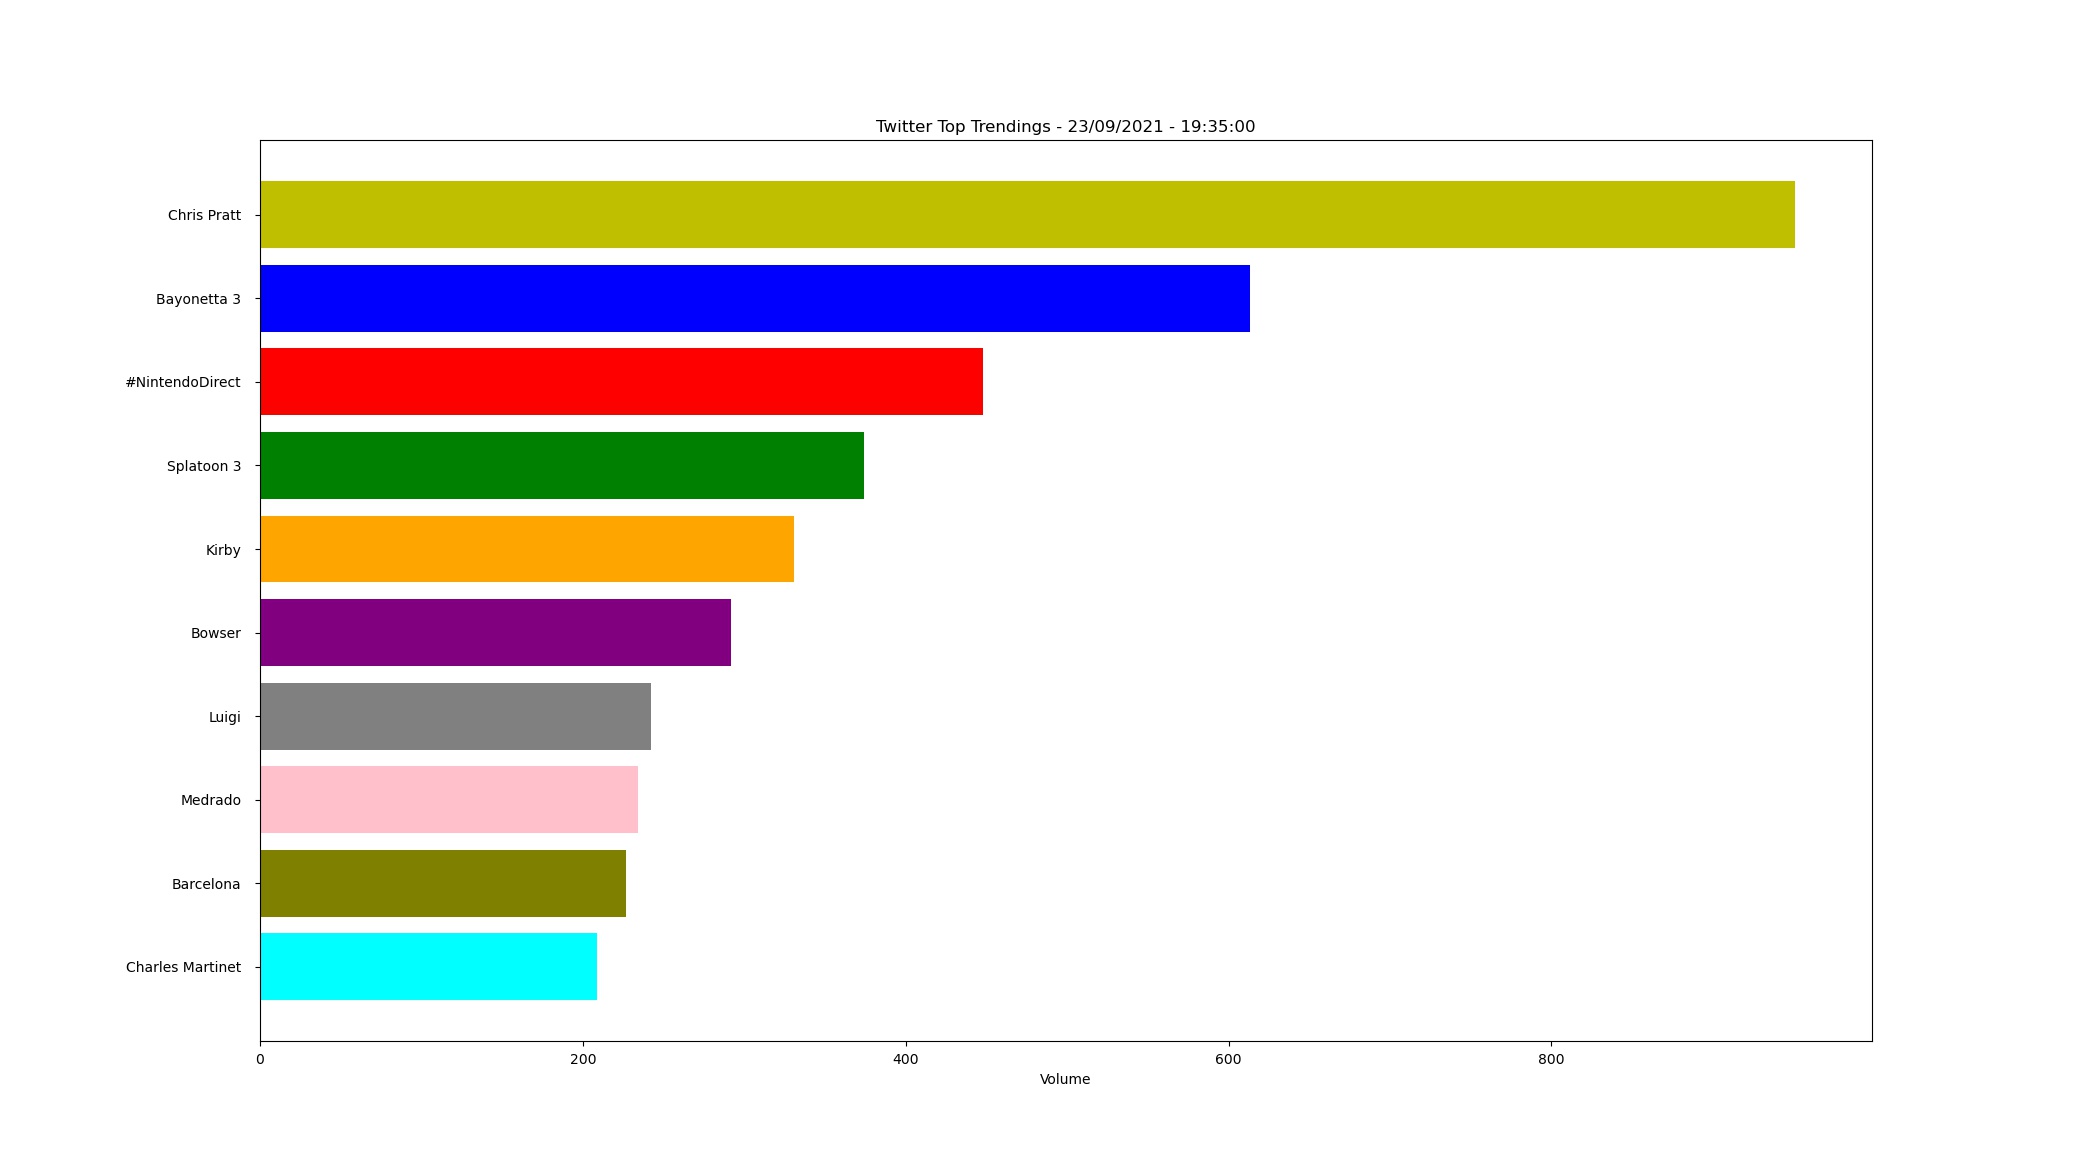 Twitter Top Trendings - 23/09/2021 - 19:35:00
Chris Pratt
Bayonetta 3
#NintendoDirect
Splatoon 3
Kirby
Bowser
Luigi
Medrado
Barcelona
Charles Martinet
0 200 400 600 800
Volume